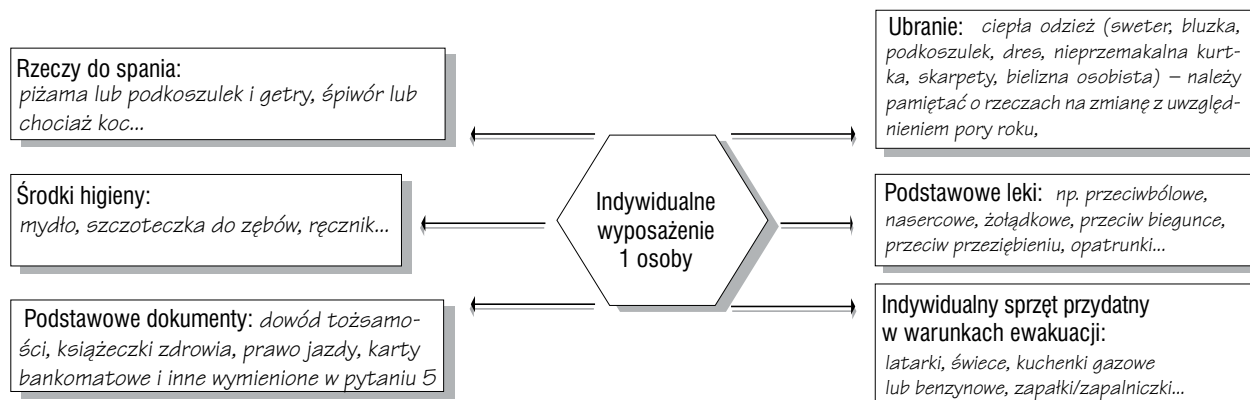 Rzeczy do spania:
piżama lub podkoszulek i getry, śpiwór lub
chociaż koc...
Środki higieny:
mydło, szczoteczka do zębów, ręcznik...
Podstawowe dokumenty: dowód tożsamo-
ści, książeczki zdrowia, prawo jazdy, karty
bankomatowe i inne wymienione w pytaniu 5
Indywidualne
wyposażenie
1 osoby
Ubranie: ciepła odzież (sweter, bluzka,
podkoszulek, dres, nieprzemakalna kurt-
ka, skarpety, bielizna osobista) – należy
pamiętać o rzeczach na zmianę z uwzględ-
nieniem pory roku,
Podstawowe leki: np. przeciwbólowe,
nasercowe, żołądkowe, przeciw biegunce,
przeciw przeziębieniu, opatrunki...
Indywidualny sprzęt przydatny
w warunkach ewakuacji:
latarki, świece, kuchenki gazowe
lub benzynowe, zapałki/zapalniczki...